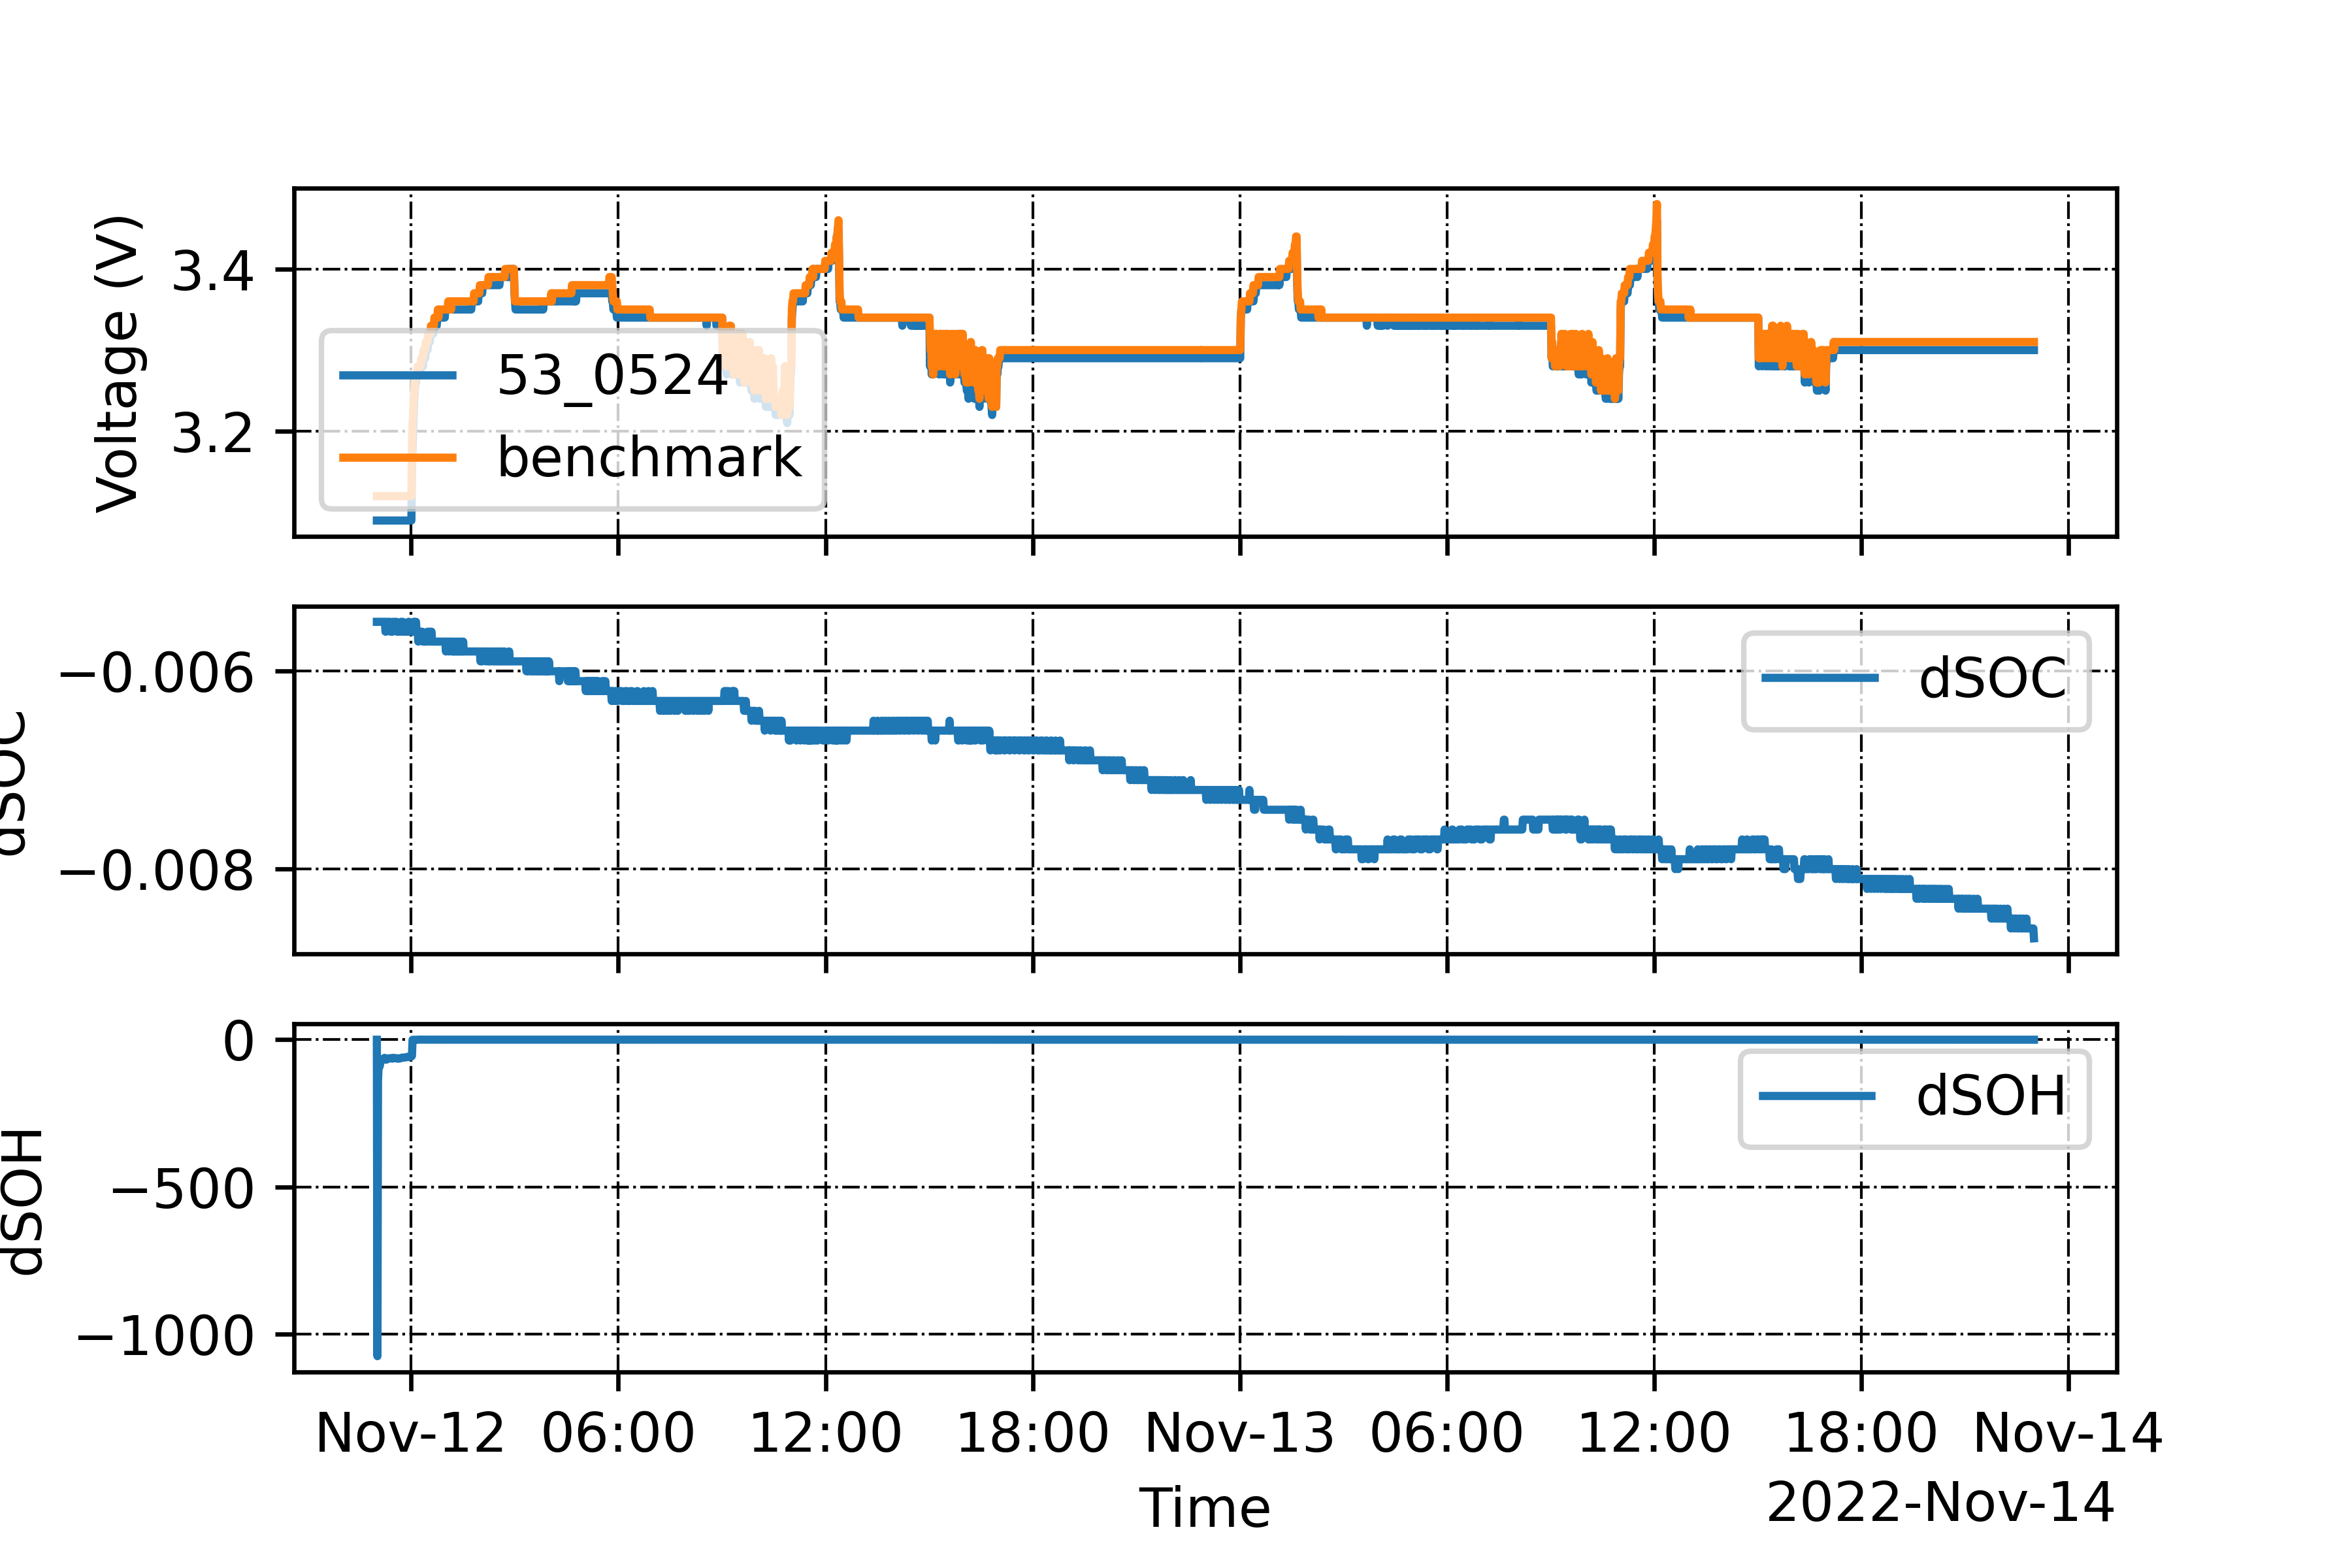 Voltage (V)
3.4
3.2
53_0524
benchmark
dSOC
−0.006
−0.008
dSOC
dSOH
0
−500
−1000
dSOH
Nov-12 06:00 12:00 18:00 Nov-13 06:00 12:00 18:00 Nov-14
Time
2022-Nov-14